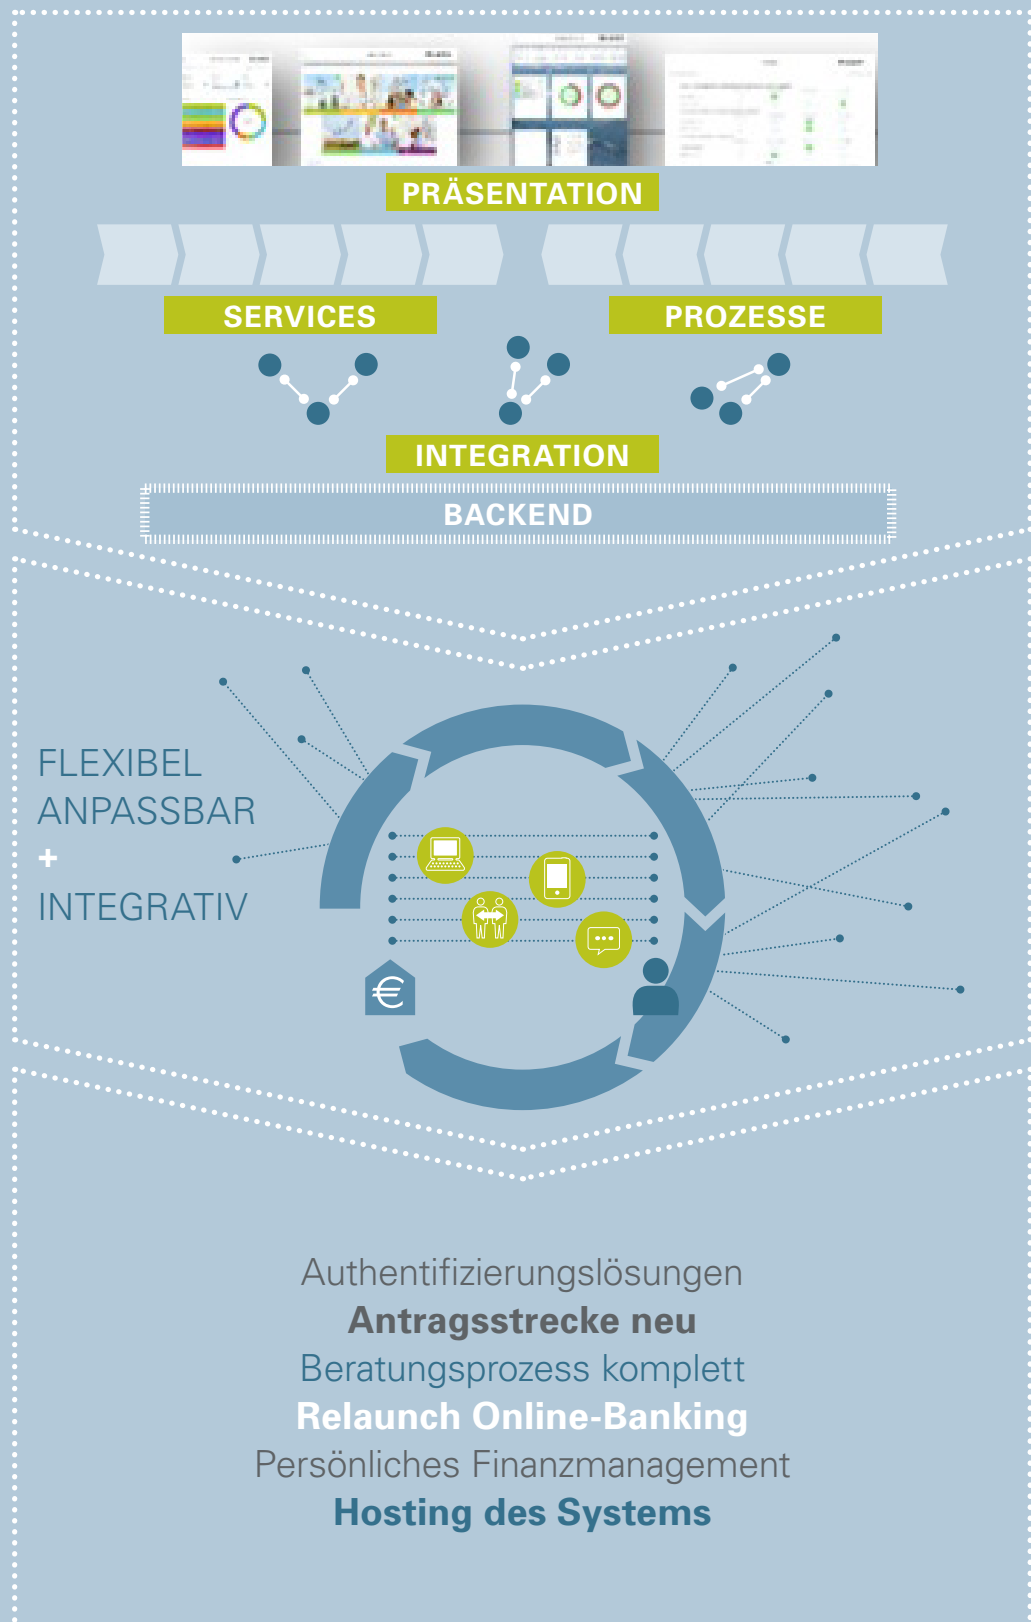 PRÄSENTATION
SERVICES
PROZESSE
INTEGRATION
BACKEND
FLEXIBEL
ANPASSBAR
+
INTEGRATIV
€
Authentifizierungslösungen
Antragsstrecke neu
Beratungsprozess komplett
Relaunch Online-Banking
Persönliches Finanzmanagement
Hosting des Systems